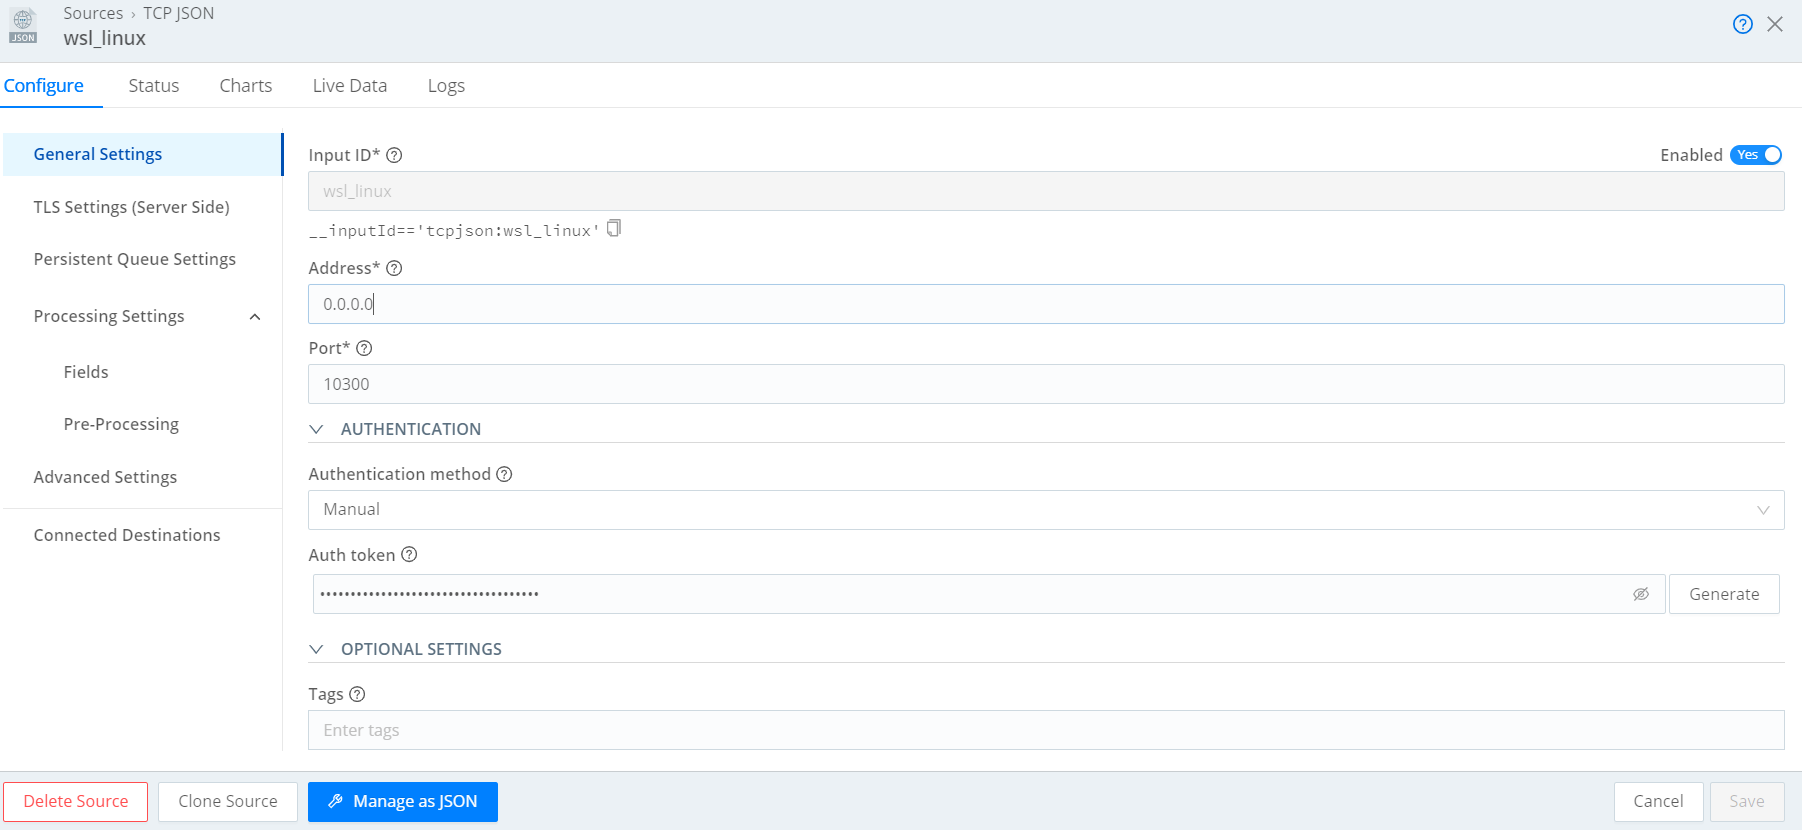 Sources › TCP JSON
JSON
wsl_linux
Configure
Status
Charts
Live Data
Logs
General Settings
TLS Settings (Server Side)
Persistent Queue Settings
Processing Settings
Fields
Pre-Processing
Advanced Settings
Connected Destinations
Input ID*
Enabled
Yes
wsl_linux
__inputId=='tcpjson:wsl_linux'
Address*
0.0.0.0
Port*
10300
AUTHENTICATION
Authentication method
Manual
Auth token
••••••••••••••••••••••••••••••••••••
Generate
OPTIONAL SETTINGS
Tags
Enter tags
Delete Source
Clone Source
Manage as JSON
Cancel
Save